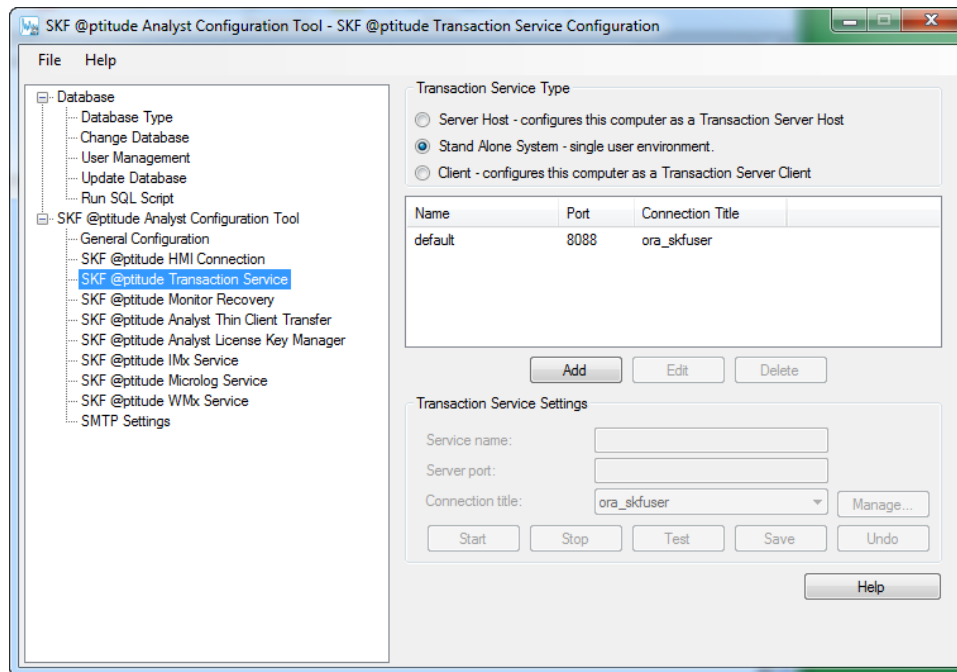 SKF @ptitude Analyst Configuration Tool - SKF @ptitude Transaction Service Configuration
File Help
Database
Database Type
Change Database
User Management
Update Database
Run SQL Script
SKF @ptitude Analyst Configuration Tool
General Configuration
SKF @ptitude HMI Connection
SKF @ptitude Transaction Service
SKF @ptitude Monitor Recovery
SKF @ptitude Analyst Thin Client Transfer
SKF @ptitude Analyst License Key Manager
SKF @ptitude IMx Service
SKF @ptitude Microlog Service
SKF @ptitude WMx Service
SMTP Settings
Transaction Service Type
Server Host - configures this computer as a Transaction Server Host
Stand Alone System - single user environment.
Client - configures this computer as a Transaction Server Client
Name Port Connection Title
default 8088 ora_skfuser
Add Edit Delete
Transaction Service Settings
Service name:
Server port:
Connection title: ora_skfuser Manage...
Start Stop Test Save Undo
Help